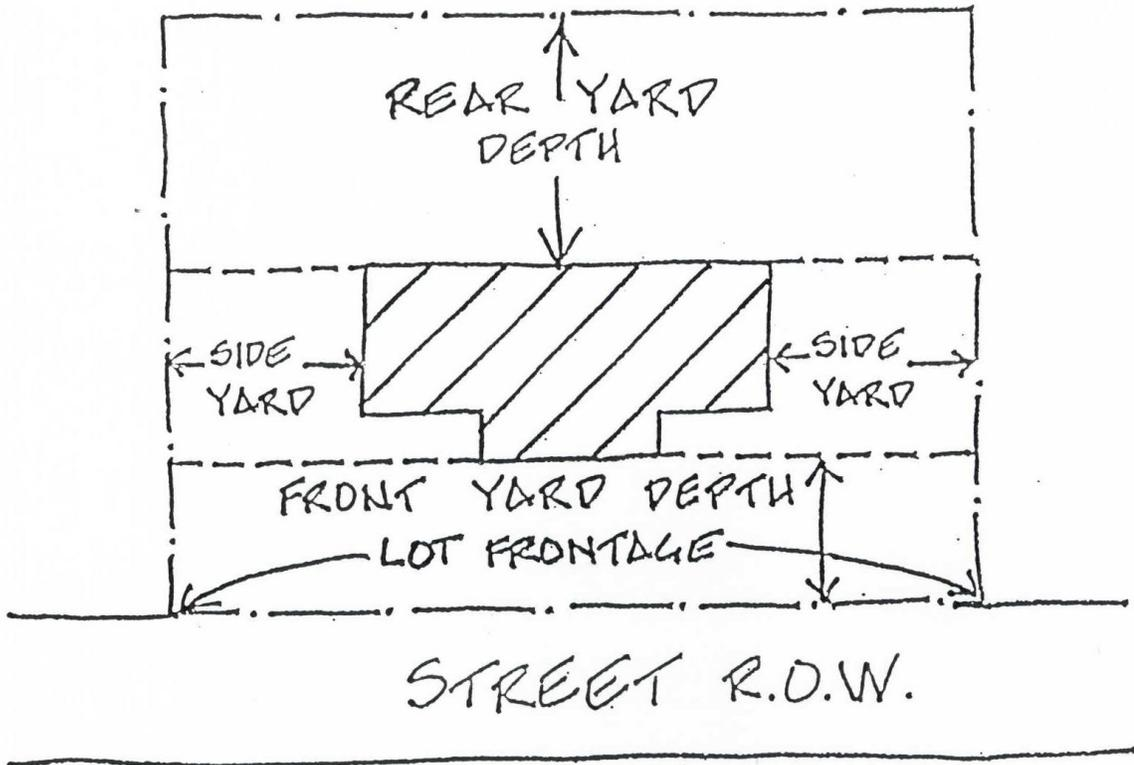 REAR YARD
DEPTH
SIDE
YARD
SIDE
YARD
FRONT YARD DEPTH
LOT FRONTAGE
STREET R.O.W.